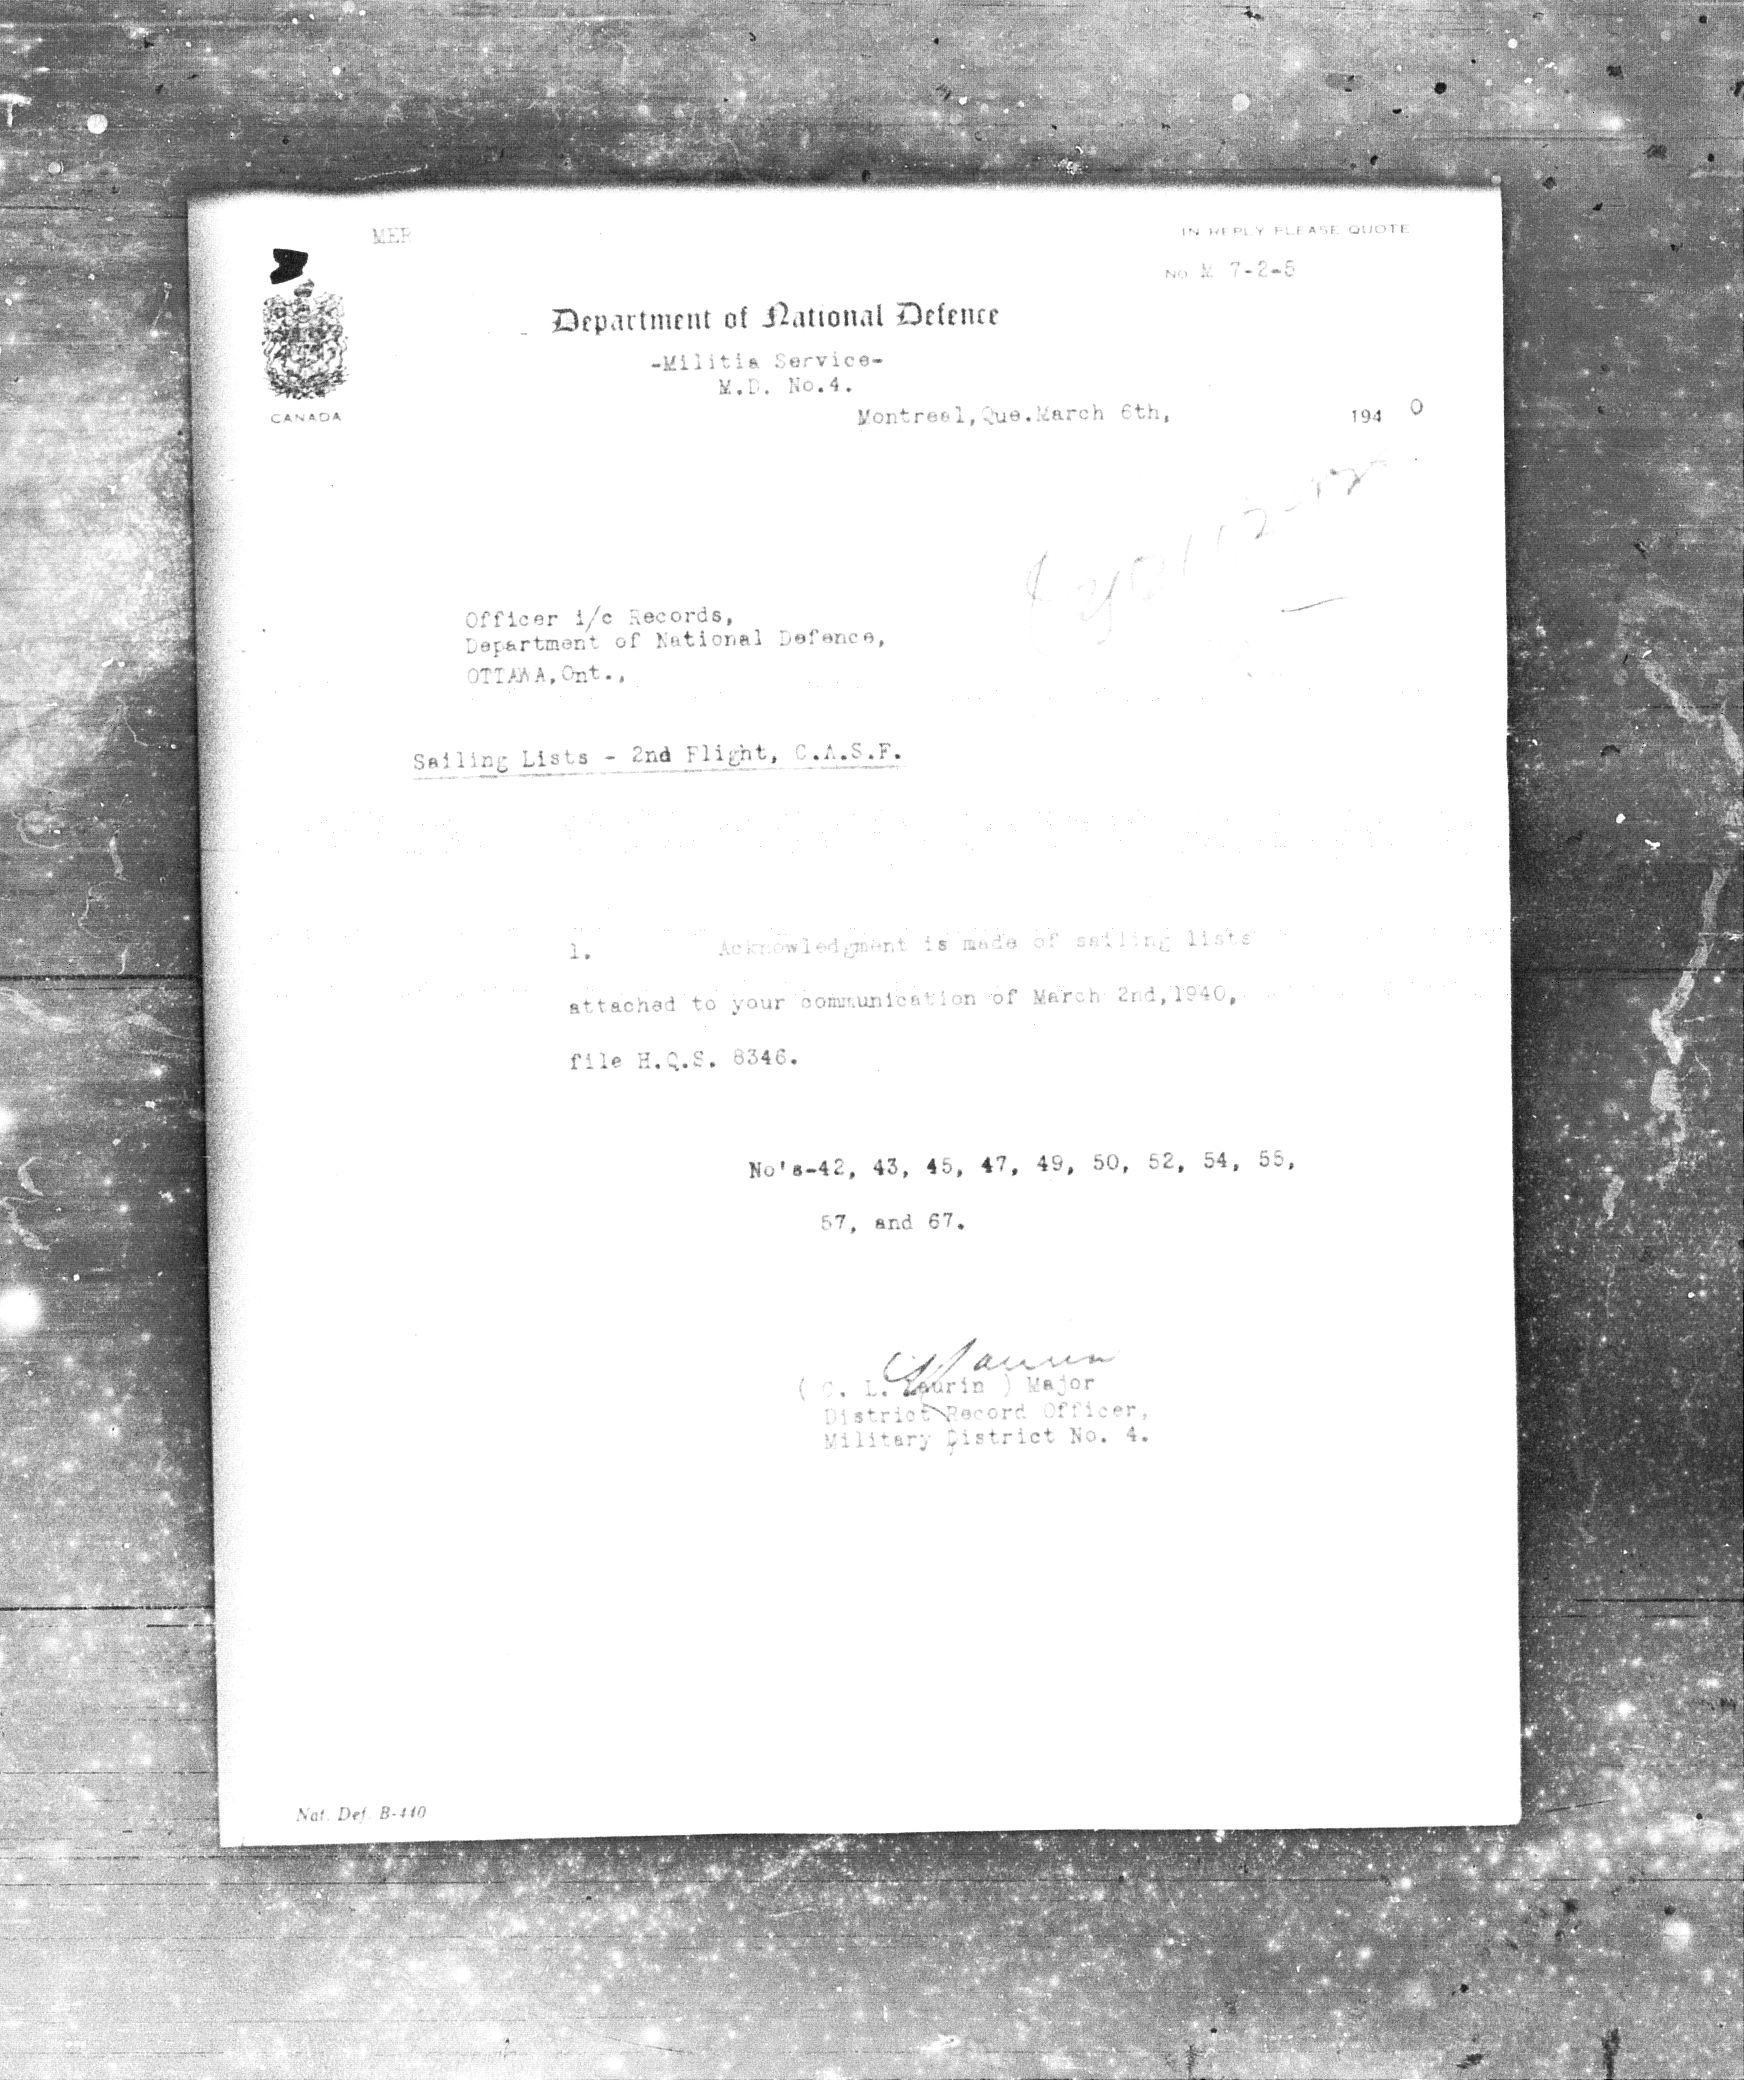 MER
IN REPLY PLEASE QUOTE
No. M 7-2-5
Department of National Defence
-Militia Service-
M.D. No.4.
CANADA
Montreal,Que.March 6th, 1940
Officer i/c Records,
Department of National Defence,
OTTAWA,Ont.,
Sailing Lists - 2nd Flight, C.A.S.F.
1. Acknowledgment is made of sailing lists
attached to your communication of March 2nd,1940,
file H.Q.S. 8346.
No's-42, 43, 45, 47, 49, 50, 52, 54, 55,
57, and 67.
( C. L. Laurin ) Major
District Record Officer,
Military District No. 4.
Nat. Def. B-440